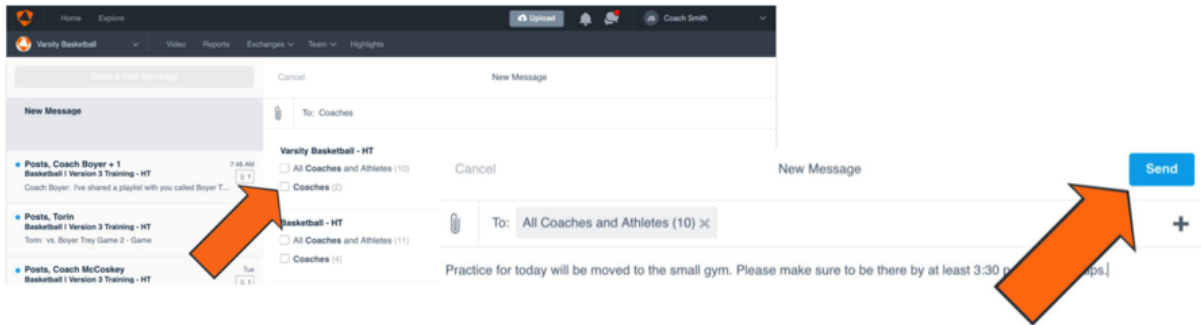 Home Explore Upload JS Coach Smith
Varsity Basketball Video Reports Exchanges Team Highlights
Send a New Message
Cancel New Message
New Message
To: Coaches
Posts, Coach Boyer + 1 7:48 AM
Basketball | Version 3 Training - HT 1
Coach Boyer: I've shared a playlist with you called Boyer T...
Posts, Torin
Basketball | Version 3 Training - HT
Torin: vs. Boyer Trey Game 2 - Game
Posts, Coach McCoskey Tue
Basketball | Version 3 Training - HT 1
Varsity Basketball - HT
All Coaches and Athletes (10)
Coaches (2)
Basketball - HT
All Coaches and Athletes (11)
Coaches (4)
Cancel New Message Send
To: All Coaches and Athletes (10)
Practice for today will be moved to the small gym. Please make sure to be there by at least 3:30